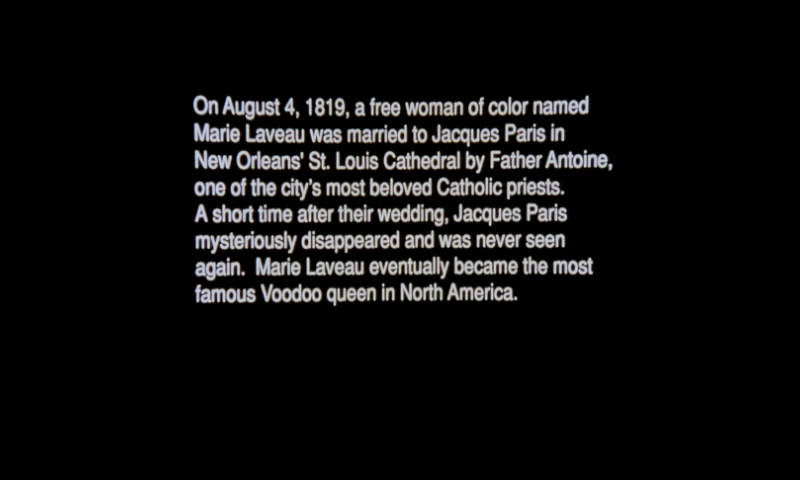 On August 4, 1819, a free woman of color named
Marie Laveau was married to Jacques Paris in
New Orleans' St. Louis Cathedral by Father Antoine,
one of the city's most beloved Catholic priests.
A short time after their wedding, Jacques Paris
mysteriously disappeared and was never seen
again.  Marie Laveau eventually became the most
famous Voodoo queen in North America.